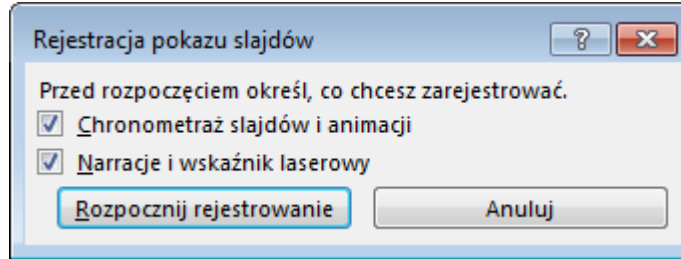 Rejestracja pokazu slajdów
Przed rozpoczęciem określ, co chcesz zarejestrować.
Chronometraż slajdów i animacji
Narracje i wskaźnik laserowy
Rozpocznij rejestrowanie Anuluj